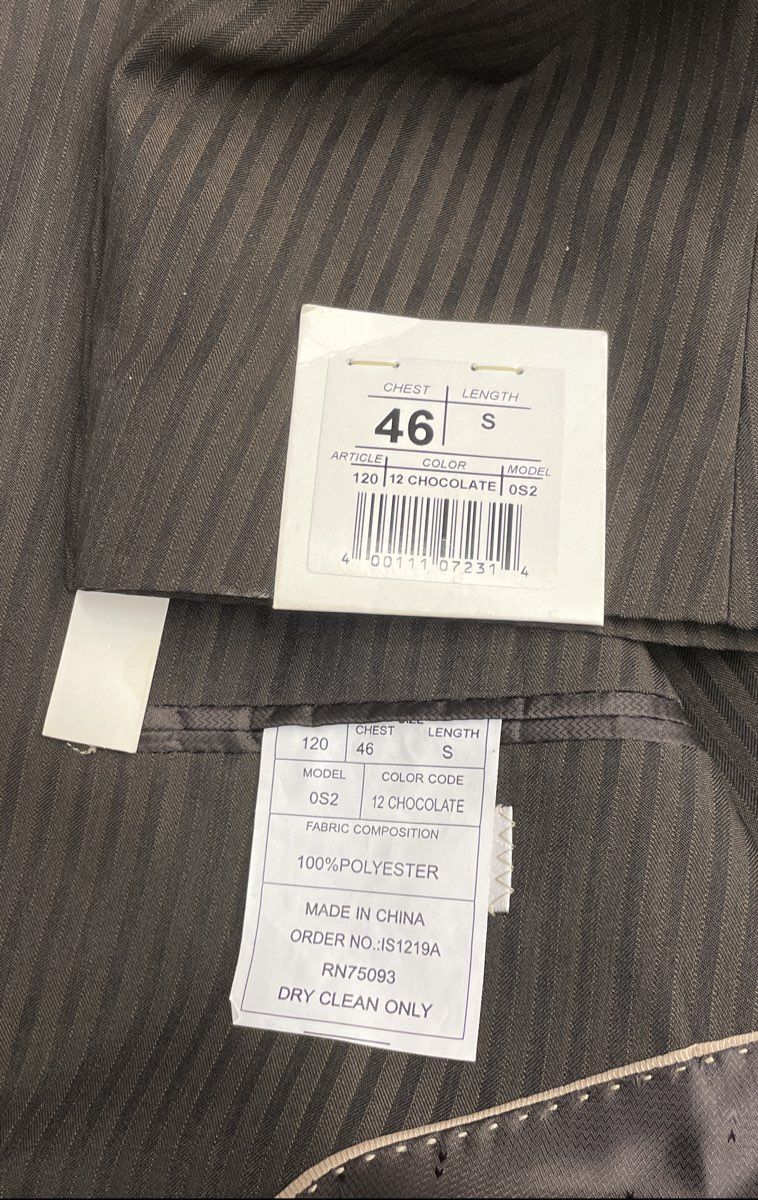 CHEST LENGTH
46 S
ARTICLE COLOR MODEL
120 12 CHOCOLATE 0S2
4 00111 07231 4
SIZE
CHEST LENGTH
120 46 S
MODEL COLOR CODE
0S2 12 CHOCOLATE
FABRIC COMPOSITION
100%POLYESTER
MADE IN CHINA
ORDER NO.:IS1219A
RN75093
DRY CLEAN ONLY